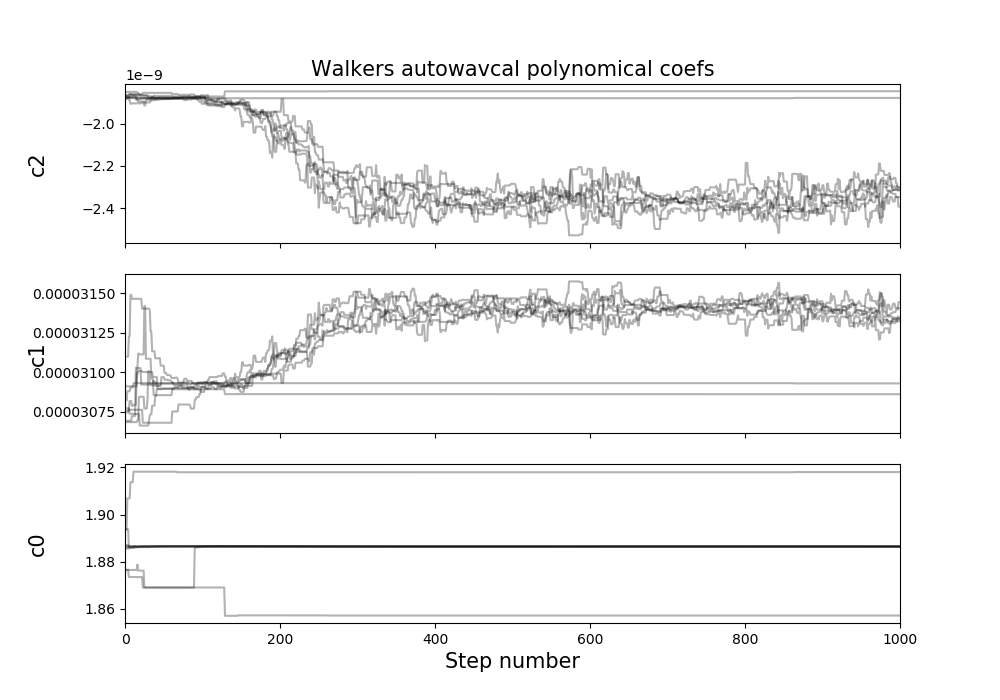 Walkers autowavcal polynomical coefs
1e−9
−2.0
−2.2
−2.4
c2
0.00003150
0.00003125
0.00003100
0.00003075
c1
1.92
1.90
1.88
1.86
c0
0 200 400 600 800 1000
Step number